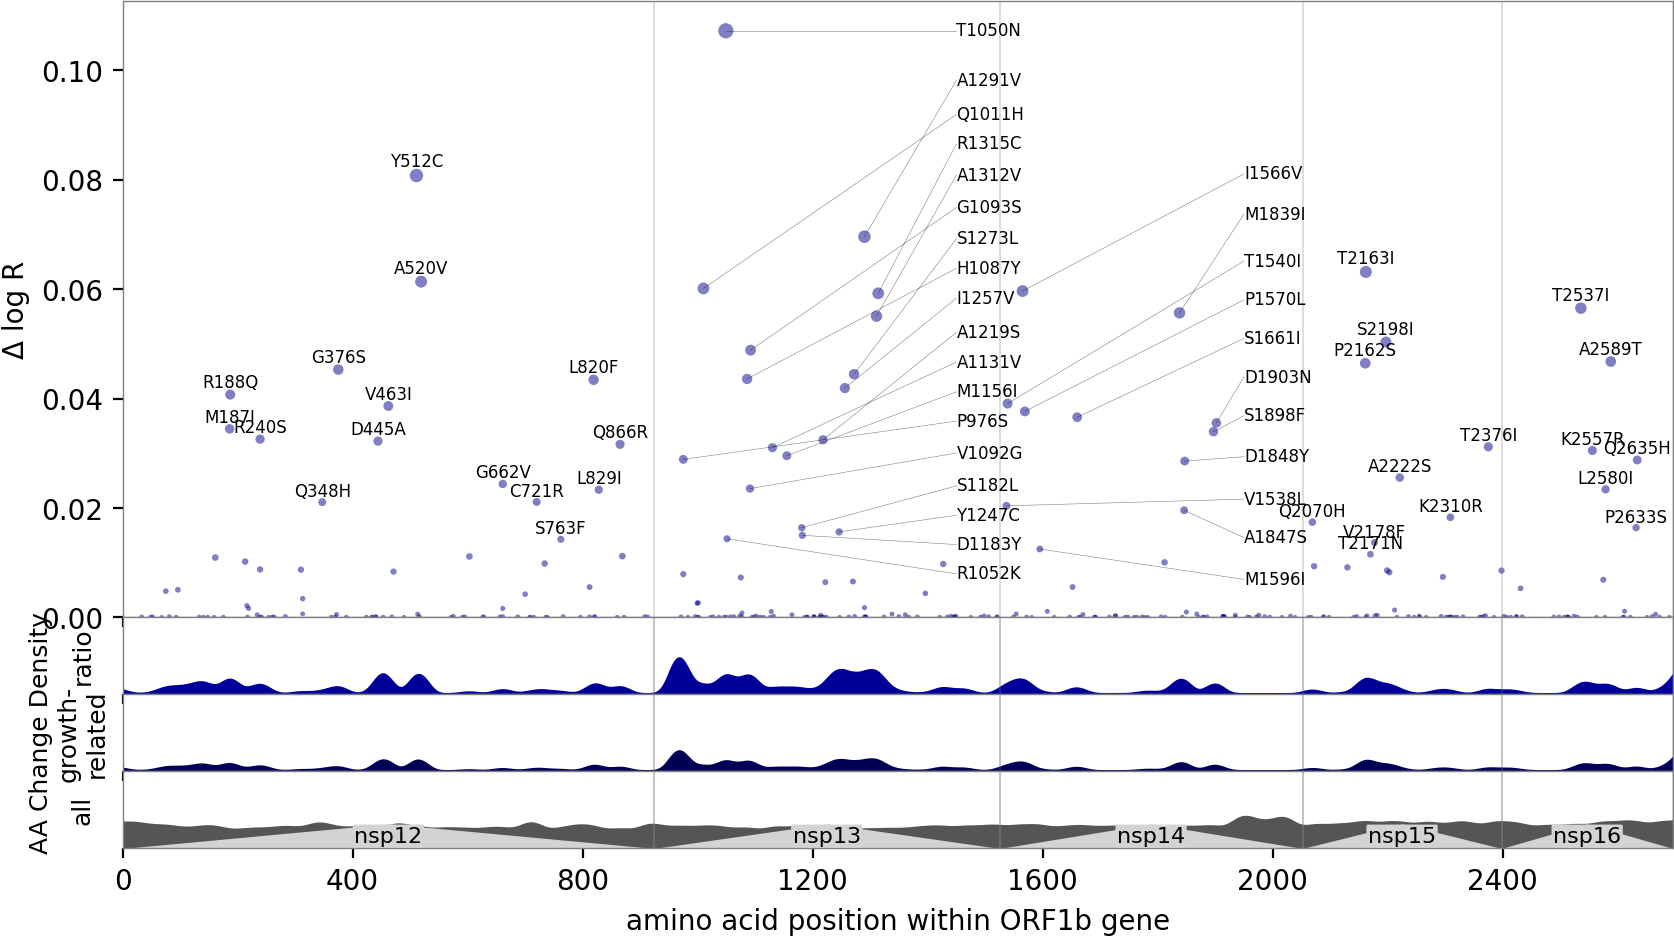 T1050N
0.10
A1291V
Q1011H
R1315C
Y512C
A1312V
I1566V
0.08
G1093S
M1839I
S1273L
A520V
H1087Y
T1540I
T2163I
Δ log R
0.06
I1257V
P1570L
T2537I
A1219S
S1661I
S2198I
G376S
L820F
A1131V
P2162S
A2589T
R188Q
V463I
M1156I
D1903N
0.04
M187I
R240S
D445A
Q866R
P976S
S1898F
T2376I
K2557R
Q2635H
G662V
L829I
V1092G
D1848Y
A2222S
L2580I
Q348H
C721R
S1182L
V1538L
Q2070H
K2310R
P2633S
0.02
S763F
Y1247C
A1847S
V2178F
D1183Y
T2171N
R1052K
M1596I
0.00
AA Change Density
ratio
growth-
related
all
nsp12
nsp13
nsp14
nsp15
nsp16
0
400
800
1200
1600
2000
2400
amino acid position within ORF1b gene